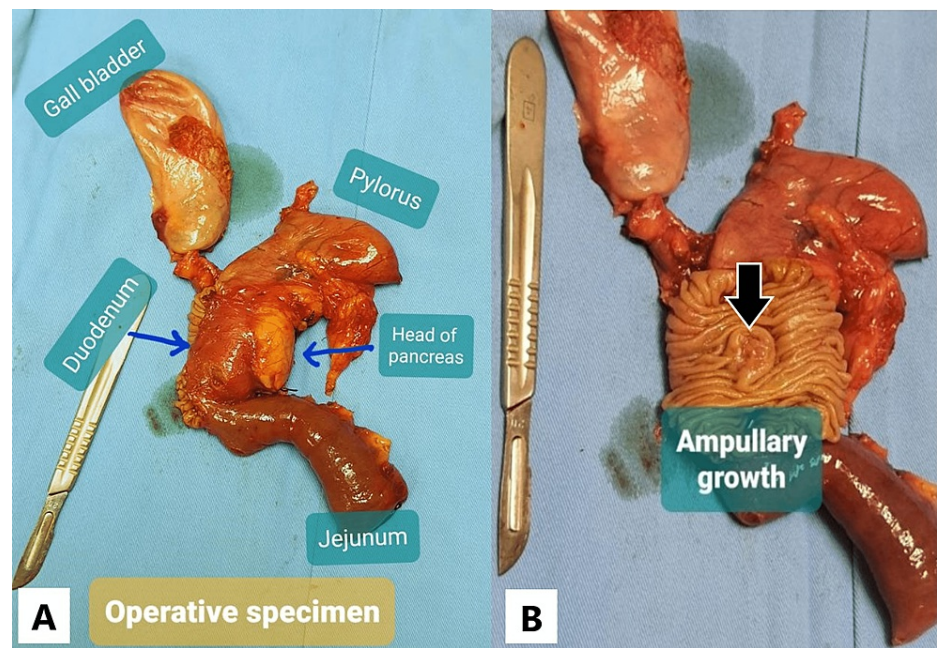 Gall bladder
Pylorus
Duodenum
Head of
pancreas
Jejunum
A
Operative specimen
Ampullary
growth
B